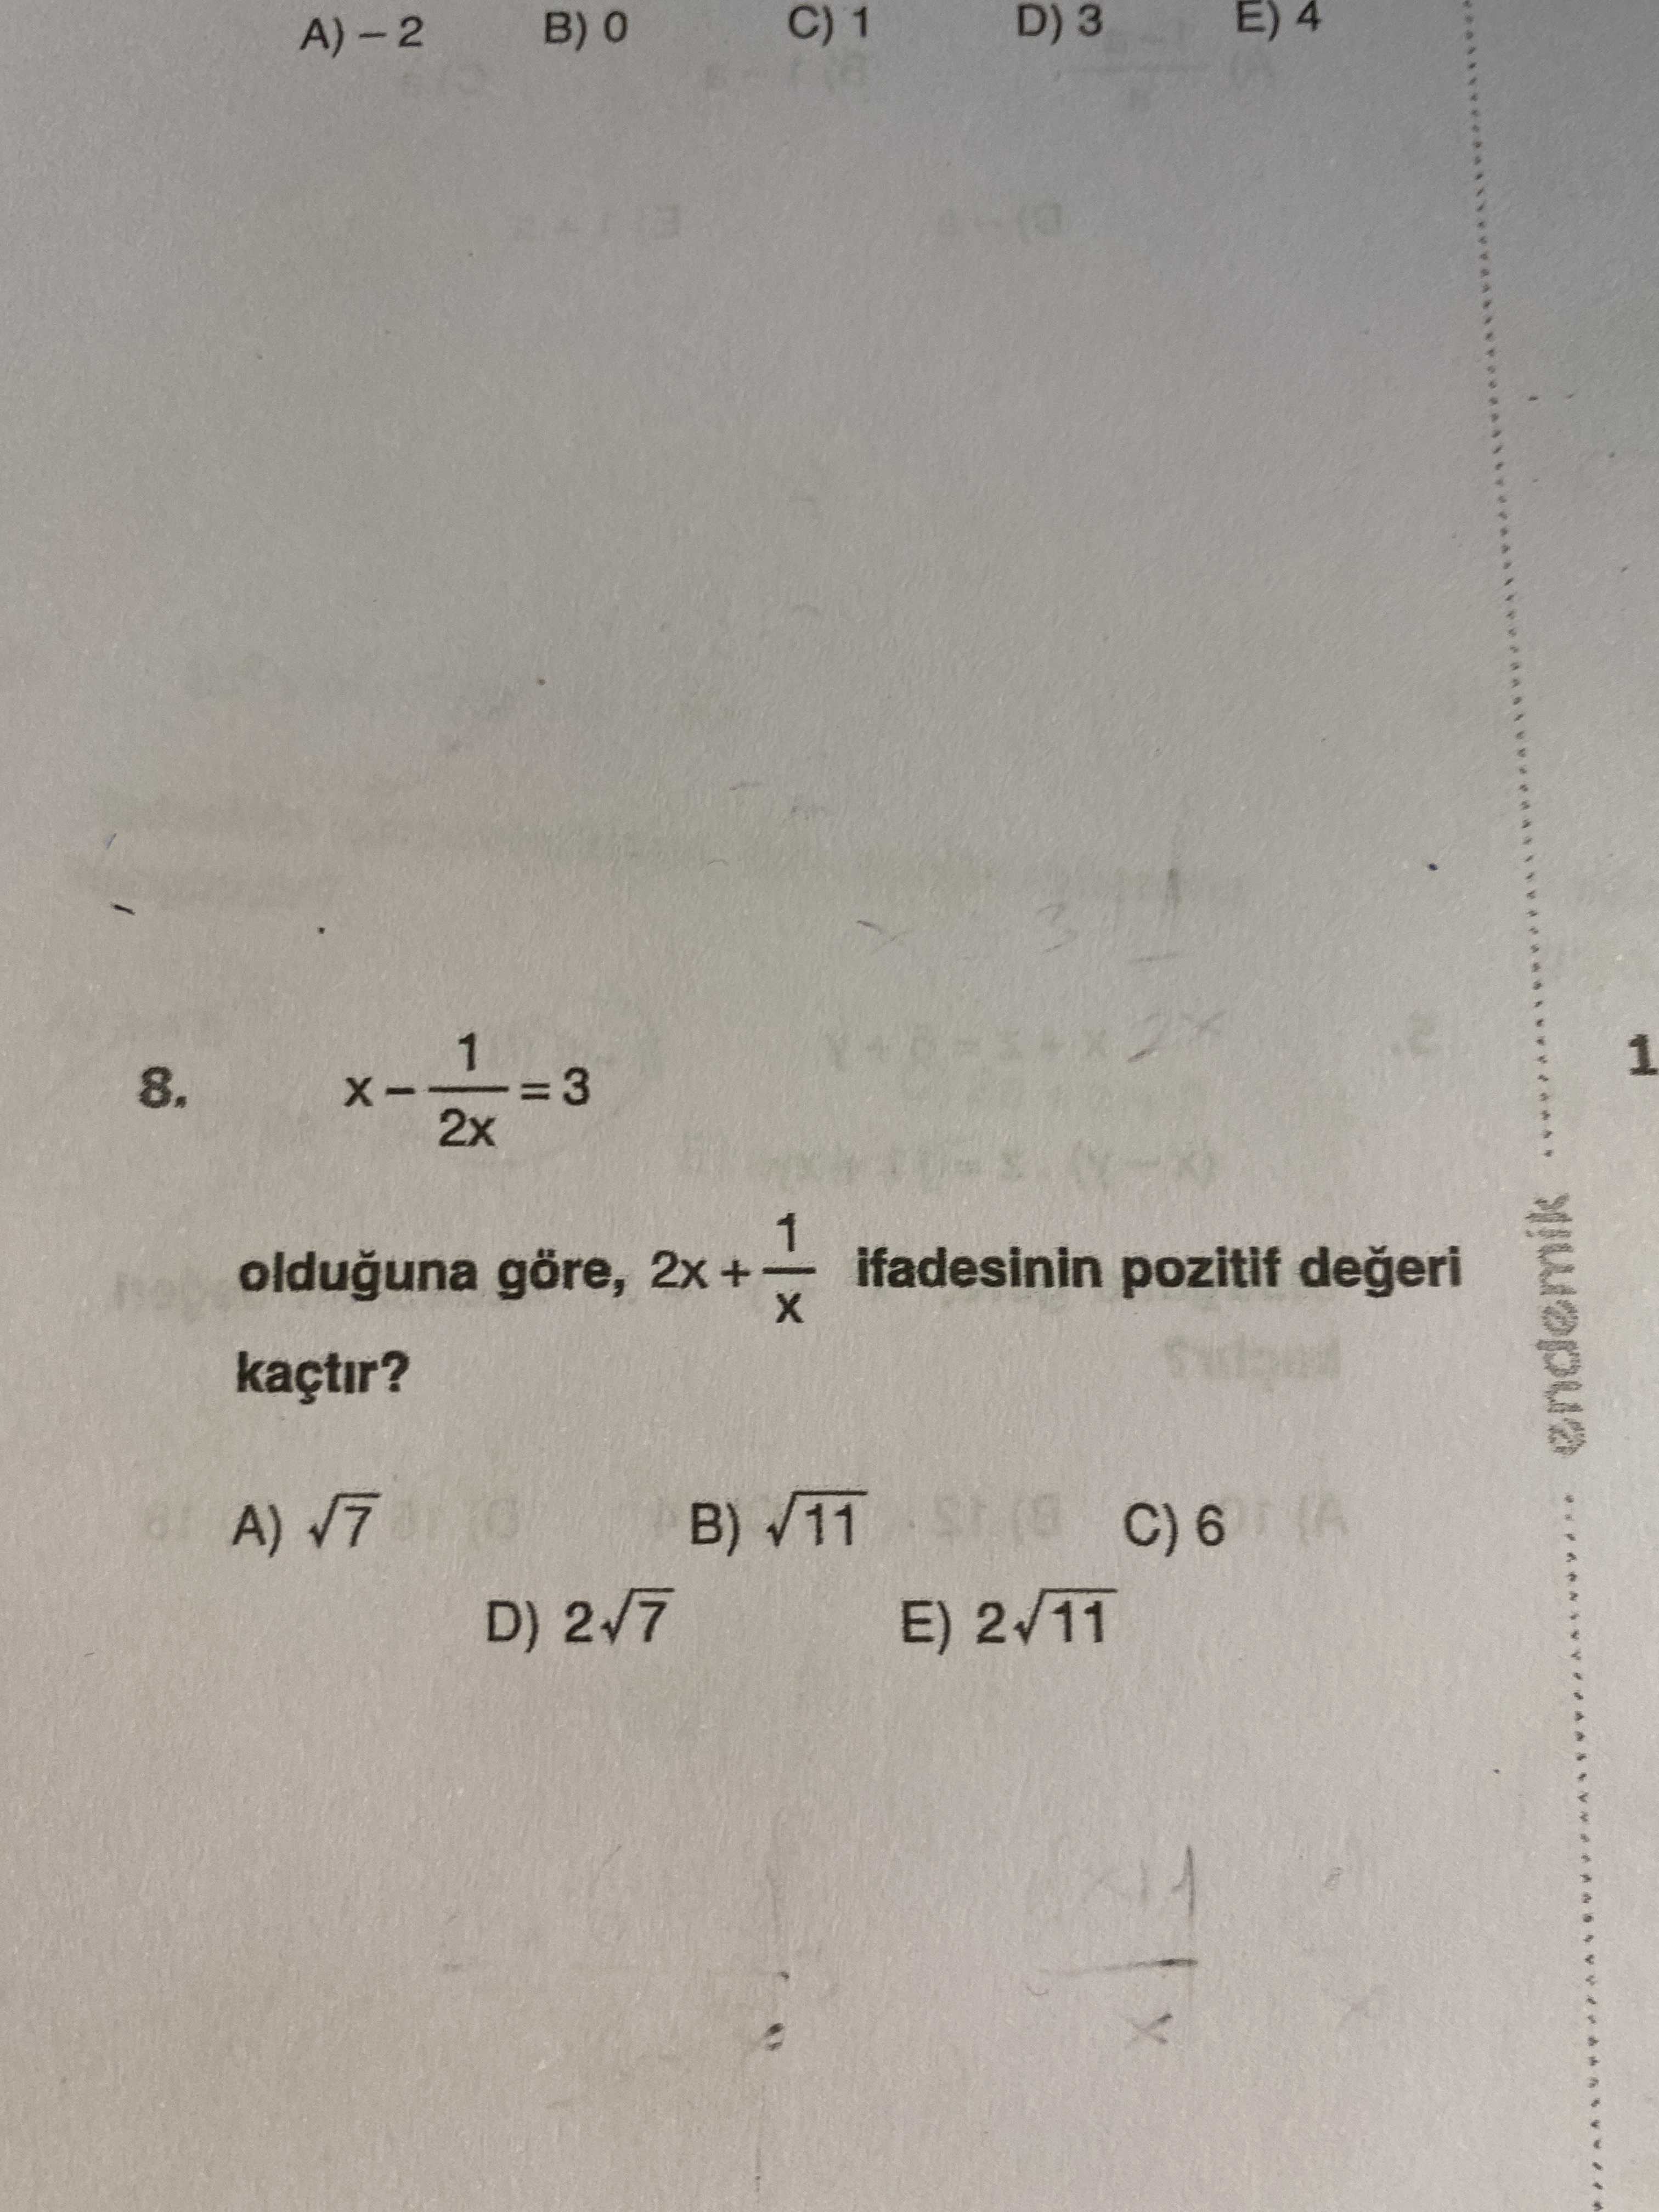 A) – 2 B) 0 C) 1 D) 3 E) 4
8. x – 1/2x = 3
1
olduğuna göre, 2x + 1/x ifadesinin pozitif değeri
kaçtır?
A) √7 B) √11 C) 6
D) 2√7 E) 2√11
endemik